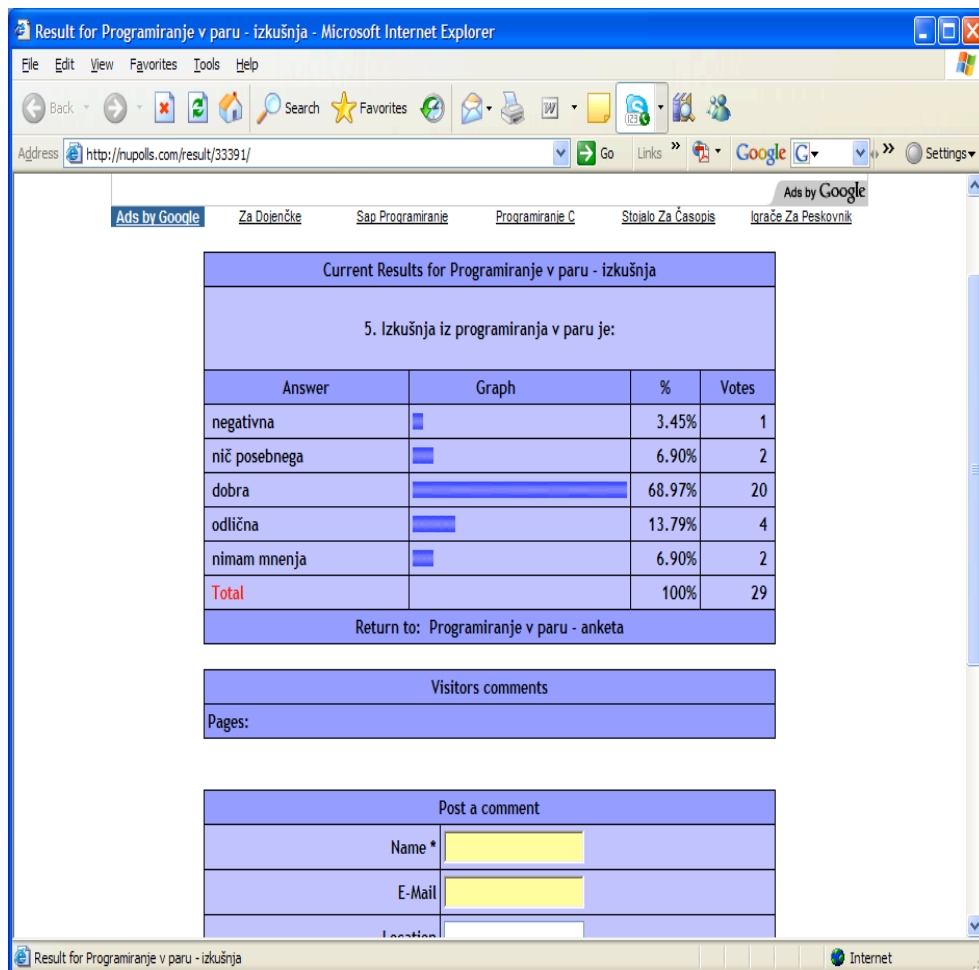 Result for Programiranje v paru - izkušnja - Microsoft Internet Explorer
File Edit View Favorites Tools Help
Back Search Favorites W 123
Address http://nupolls.com/result/33391/ Go Links » Google G » Settings
Ads by Google
Ads by Google Za Dojenčke Sap Programiranje Programiranje C Stojalo Za Časopis Igrače Za Peskovnik
Current Results for Programiranje v paru - izkušnja
5. Izkušnja iz programiranja v paru je:
Answer Graph % Votes
negativna 3.45% 1
nič posebnega 6.90% 2
dobra 68.97% 20
odlična 13.79% 4
nimam mnenja 6.90% 2
Total 100% 29
Return to: Programiranje v paru - anketa
Visitors comments
Pages:
Post a comment
Name *
E-Mail
Location
Result for Programiranje v paru - izkušnja Internet